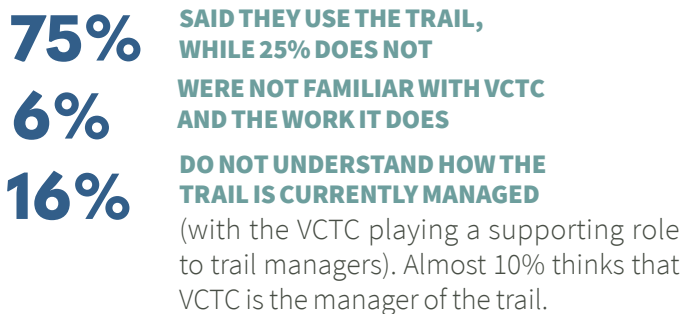 75%
SAID THEY USE THE TRAIL,
WHILE 25% DOES NOT
6%
WERE NOT FAMILIAR WITH VCTC
AND THE WORK IT DOES
16%
DO NOT UNDERSTAND HOW THE
TRAIL IS CURRENTLY MANAGED
(with the VCTC playing a supporting role
to trail managers). Almost 10% thinks that
VCTC is the manager of the trail.